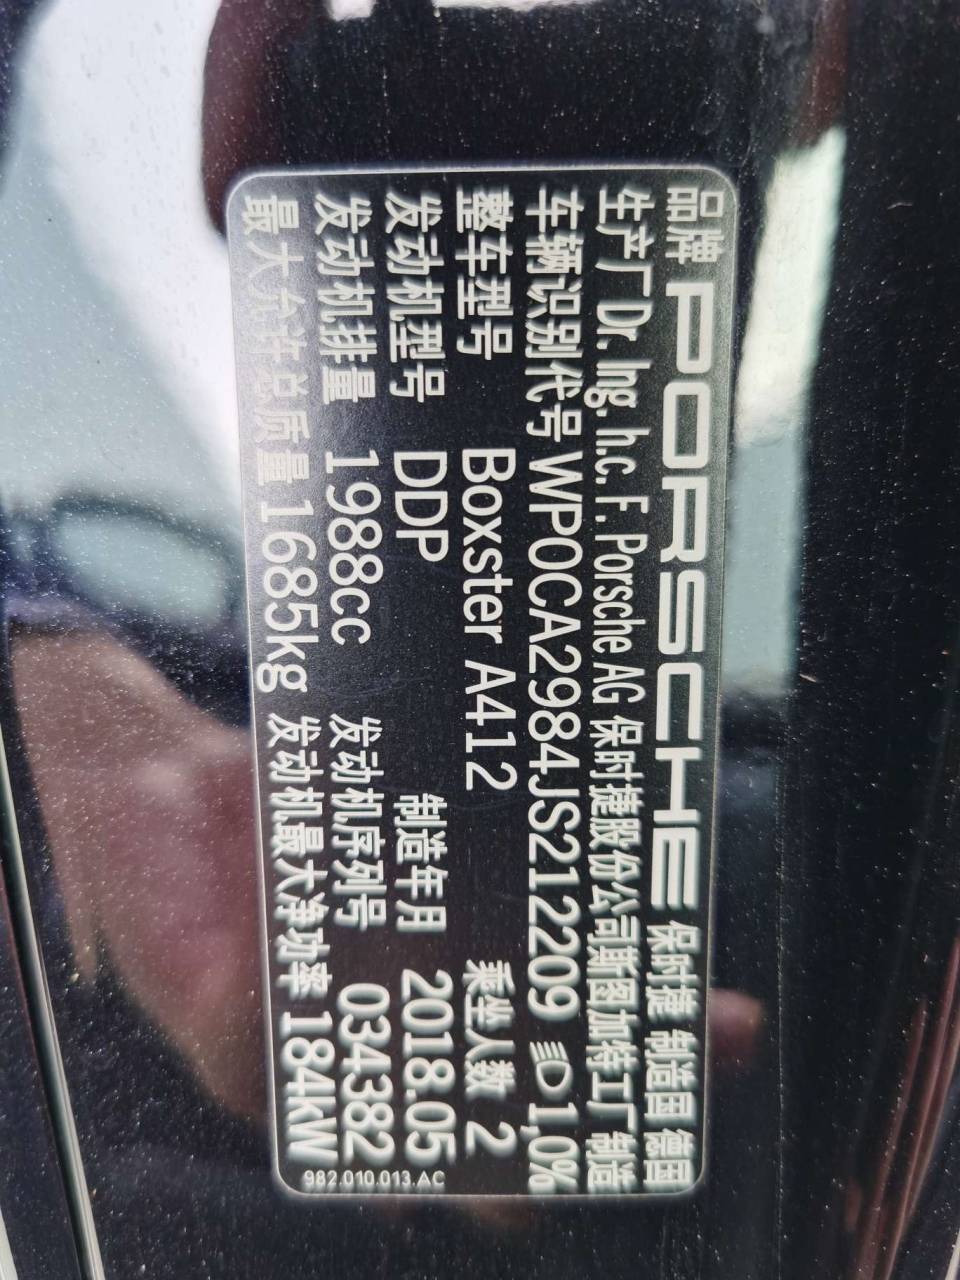 品牌 PORSCHE 保时捷 制造国 德国
生产厂 Dr. Ing. h.c. F. Porsche AG 保时捷股份公司斯图加特工厂 制造
车辆识别代号 WP0CA2984JS212209 1,0%
整车型号 Boxster A412 乘坐人数 2
发动机型号 DDP 制造年月 2018.05
发动机排量 1988cc 发动机序列号 034382
最大允许总质量 1685kg 发动机最大净功率 184kW
982.010.013.AC